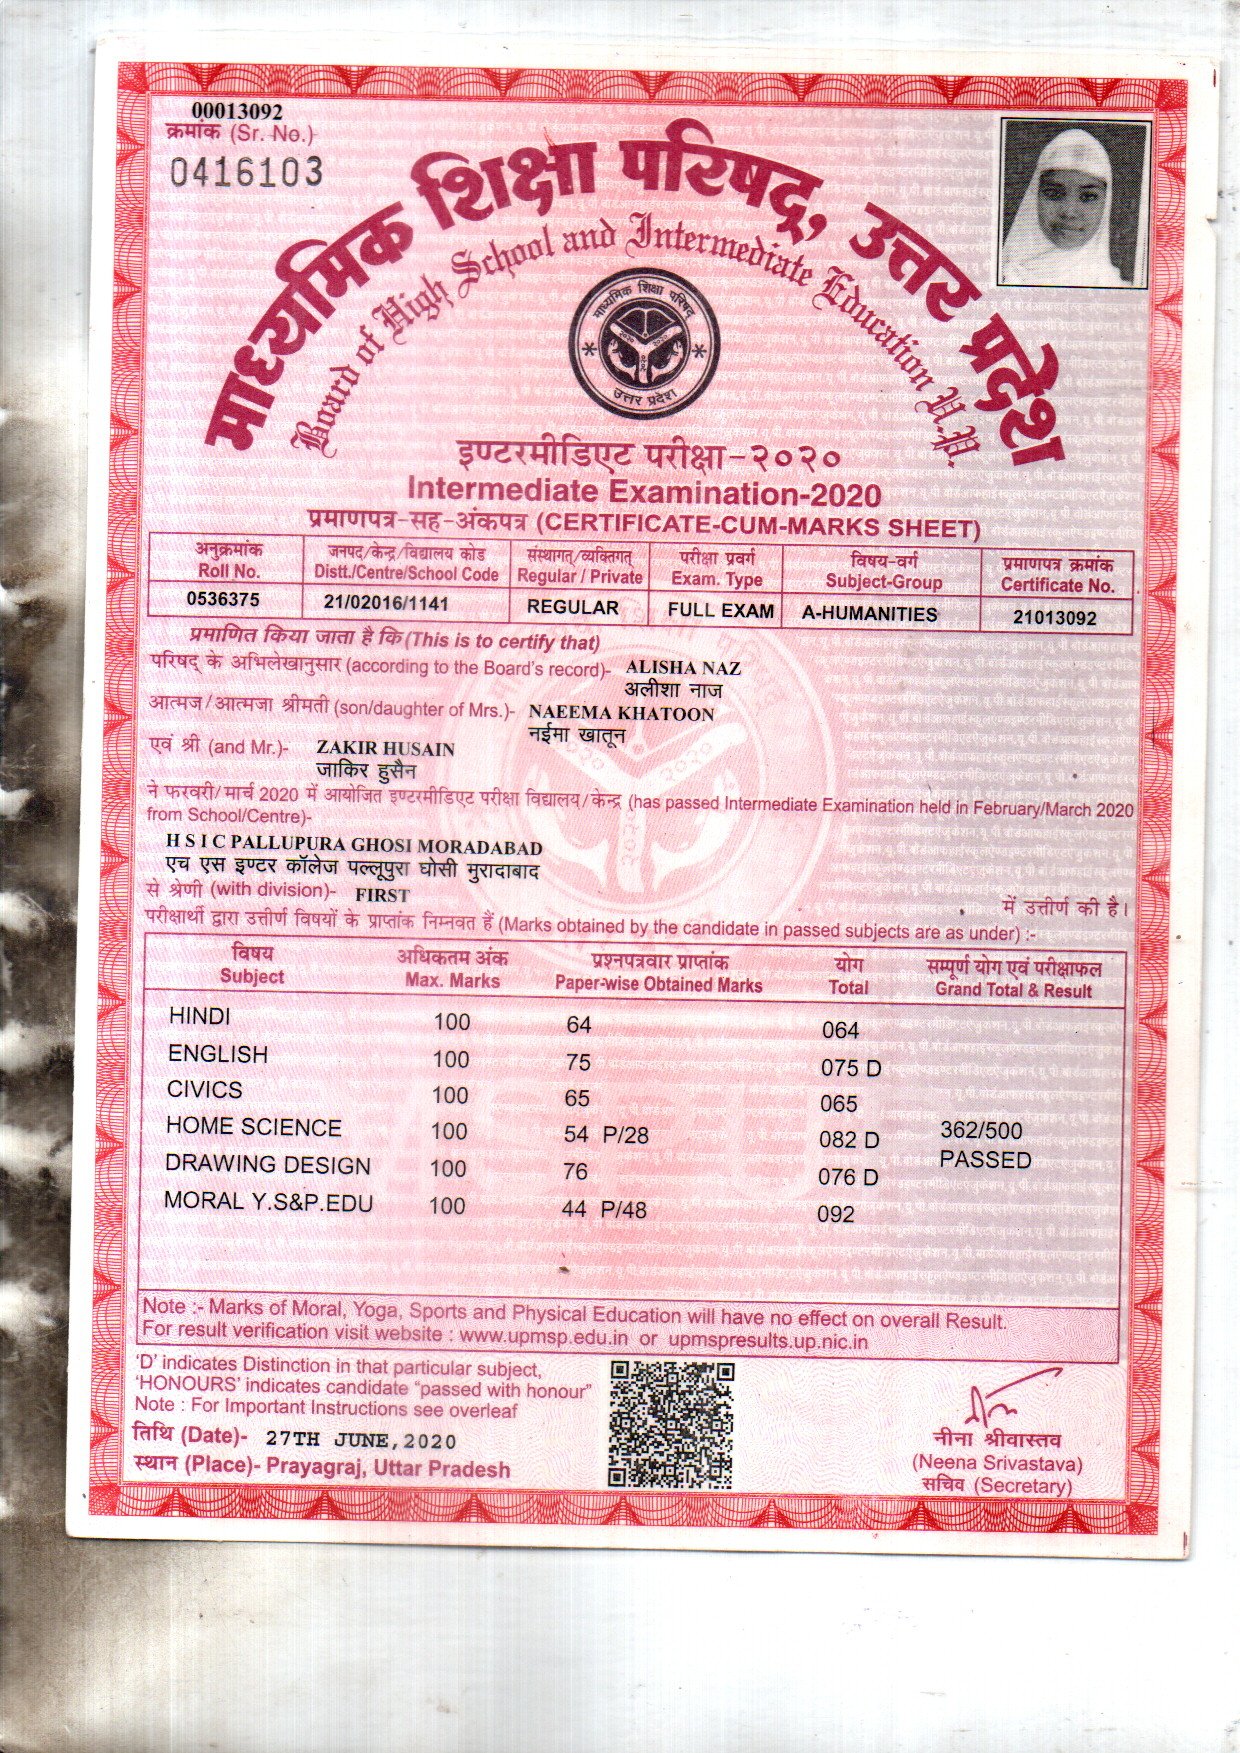 00013092
क्रमांक (Sr. No.)
0416103
माध्यमिक शिक्षा परिषद्, उत्तर प्रदेश
Board of High School and Intermediate Education U.P.
माध्यमिक शिक्षा परिषद्
उत्तर प्रदेश
इण्टरमीडिएट परीक्षा-२०२०
Intermediate Examination-2020
प्रमाणपत्र-सह-अंकपत्र (CERTIFICATE-CUM-MARKS SHEET)
अनुक्रमांक जनपद/केन्द्र/विद्यालय कोड संस्थागत/व्यक्तिगत परीक्षा प्रवर्ग विषय-वर्ग प्रमाणपत्र क्रमांक
Roll No. Distt./Centre/School Code Regular / Private Exam. Type Subject-Group Certificate No.
0536375 21/02016/1141 REGULAR FULL EXAM A-HUMANITIES 21013092
प्रमाणित किया जाता है कि (This is to certify that)
परिषद् के अभिलेखानुसार (according to the Board's record)- ALISHA NAZ
अलीशा नाज
आत्मज/आत्मजा श्रीमती (son/daughter of Mrs.)- NAEEMA KHATOON
नईमा खातून
एवं श्री (and Mr.)- ZAKIR HUSAIN
जाकिर हुसैन
ने फरवरी/मार्च 2020 में आयोजित इण्टरमीडिएट परीक्षा विद्यालय/केन्द्र (has passed Intermediate Examination held in February/March 2020
from School/Centre)-
H S I C PALLUPURA GHOSI MORADABAD
एच एस इण्टर कॉलेज पल्लूपुरा घोसी मुरादाबाद
से श्रेणी (with division)- FIRST में उत्तीर्ण की है।
परीक्षार्थी द्वारा उत्तीर्ण विषयों के प्राप्तांक निम्नवत हैं (Marks obtained by the candidate in passed subjects are as under) :-
विषय अधिकतम अंक प्रश्नपत्रवार प्राप्तांक योग सम्पूर्ण योग एवं परीक्षाफल
Subject Max. Marks Paper-wise Obtained Marks Total Grand Total & Result
HINDI 100 64 064
ENGLISH 100 75 075 D
CIVICS 100 65 065
HOME SCIENCE 100 54 P/28 082 D 362/500
DRAWING DESIGN 100 76 076 D PASSED
MORAL Y.S&P.EDU 100 44 P/48 092
Note :- Marks of Moral, Yoga, Sports and Physical Education will have no effect on overall Result.
For result verification visit website : www.upmsp.edu.in or upmspresults.up.nic.in
'D' indicates Distinction in that particular subject,
'HONOURS' indicates candidate "passed with honour"
Note : For Important Instructions see overleaf
तिथि (Date)- 27TH JUNE,2020
स्थान (Place)- Prayagraj, Uttar Pradesh
नीना श्रीवास्तव
(Neena Srivastava)
सचिव (Secretary)